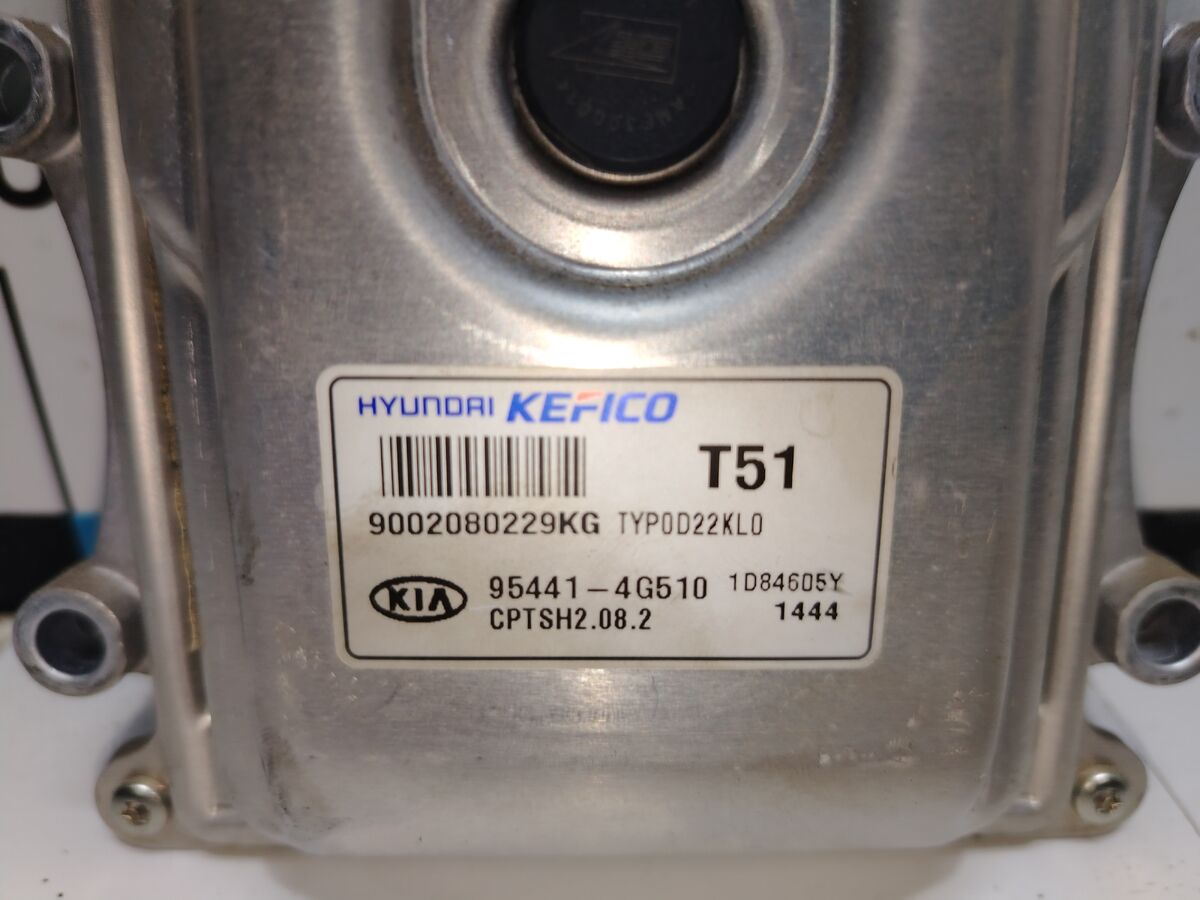 HYUNDAI KEFICO
T51
9002080229KG TYP0D22KL0
KIA 95441-4G510 1D84605Y
CPTSH2.08.2 1444